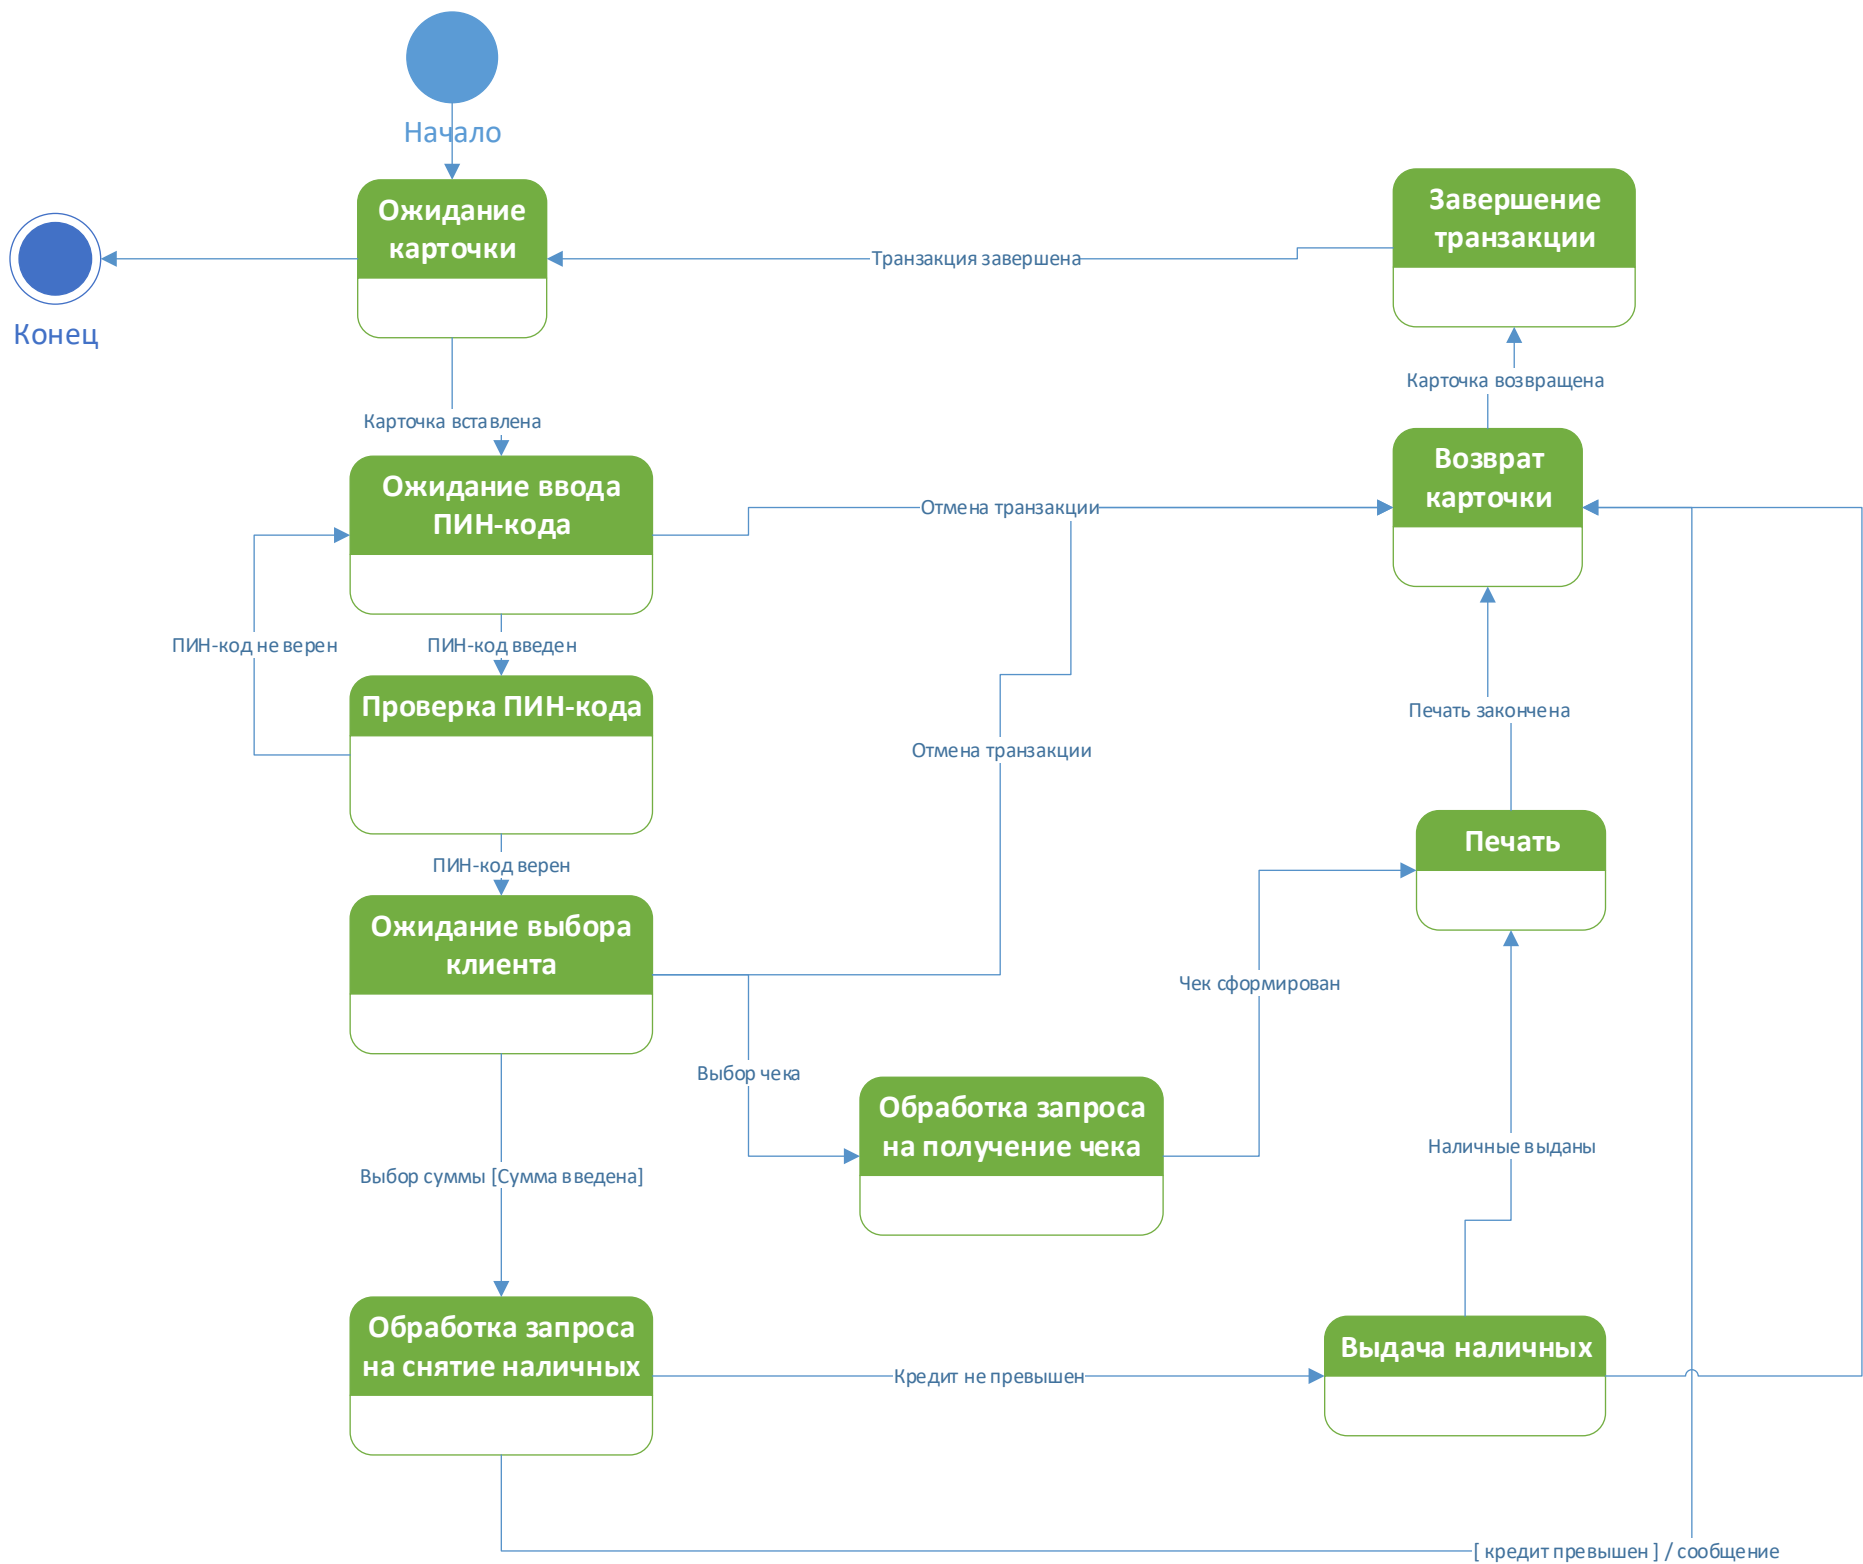 Начало
Ожидание
карточки
Завершение
транзакции
Транзакция завершена
Конец
Карточка возвращена
Карточка вставлена
Возврат
карточки
Ожидание ввода
ПИН-кода
Отмена транзакции
ПИН-код не верен
ПИН-код введен
Проверка ПИН-кода
Печать закончена
Отмена транзакции
Печать
ПИН-код верен
Ожидание выбора
клиента
Чек сформирован
Выбор чека
Обработка запроса
на получение чека
Наличные выданы
Выбор суммы [Сумма введена]
Обработка запроса
на снятие наличных
Выдача наличных
Кредит не превышен
[ кредит превышен ] / сообщение